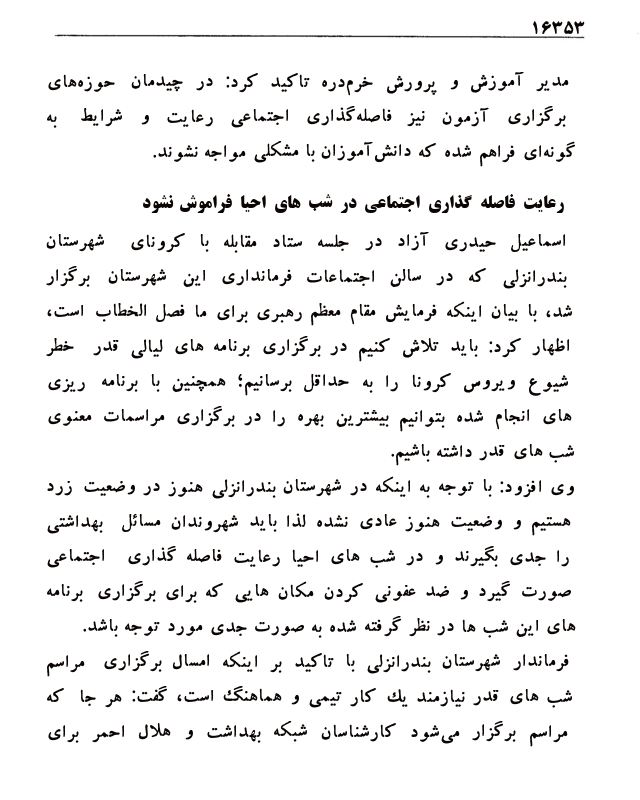 ۱۶۳۵۳
مدیر آموزش و پرورش خرم‌دره تاکید کرد: در چیدمان حوزه‌های
برگزاری آزمون نیز فاصله‌گذاری اجتماعی رعایت و شرایط به
گونه‌ای فراهم شده که دانش‌آموزان با مشکلی مواجه نشوند.
رعایت فاصله گذاری اجتماعی در شب های احیا فراموش نشود
اسماعیل حیدری آزاد در جلسه ستاد مقابله با کرونای شهرستان
بندرانزلی که در سالن اجتماعات فرمانداری این شهرستان برگزار
شد، با بیان اینکه فرمایش مقام معظم رهبری برای ما فصل الخطاب است،
اظهار کرد: باید تلاش کنیم در برگزاری برنامه های لیالی قدر خطر
شیوع ویروس کرونا را به حداقل برسانیم؛ همچنین با برنامه ریزی
های انجام شده بتوانیم بیشترین بهره را در برگزاری مراسمات معنوی
شب های قدر داشته باشیم.
وی افزود: با توجه به اینکه در شهرستان بندرانزلی هنوز در وضعیت زرد
هستیم و وضعیت هنوز عادی نشده لذا باید شهروندان مسائل بهداشتی
را جدی بگیرند و در شب های احیا رعایت فاصله گذاری اجتماعی
صورت گیرد و ضد عفونی کردن مکان هایی که برای برگزاری برنامه
های این شب ها در نظر گرفته شده به صورت جدی مورد توجه باشد.
فرماندار شهرستان بندرانزلی با تاکید بر اینکه امسال برگزاری مراسم
شب های قدر نیازمند یك کار تیمی و هماهنگ است، گفت: هر جا که
مراسم برگزار می‌شود کارشناسان شبکه بهداشت و هلال احمر برای